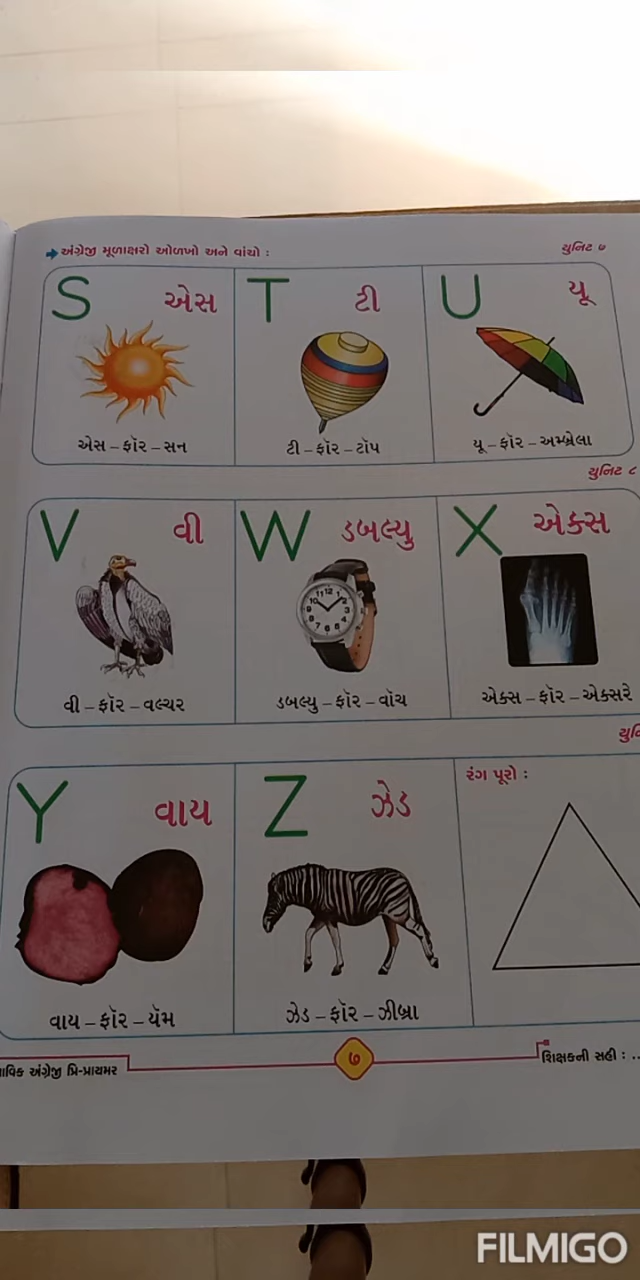 અંગ્રેજી મૂળાક્ષરો ઓળખો અને વાંચો :
યુનિટ ૭
S એસ
T ટી
U યૂ
એસ – ફૉર – સન
ટી – ફૉર – ટૉપ
યૂ – ફૉર – અમ્બ્રેલા
યુનિટ ૮
V વી
W ડબલ્યુ
X એક્સ
વી – ફૉર – વલ્ચર
ડબલ્યુ – ફૉર – વૉચ
એક્સ – ફૉર – એક્સરે
Y વાય
Z ઝેડ
રંગ પૂરો :
વાય – ફૉર – યૅમ
ઝેડ – ફૉર – ઝીબ્રા
અંગ્રેજી પ્રિ-પ્રાયમર
૭
શિક્ષકની સહી :
FILMIGO